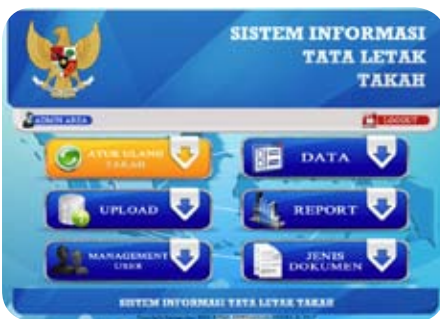 SISTEM INFORMASI
TATA LETAK
TAKAH
ADMIN AREA
LOGOUT
ATUR ULANG
TAKAH
DATA
UPLOAD
REPORT
MANAGEMENT
USER
JENIS
DOKUMEN
SISTEM INFORMASI TATA LETAK TAKAH